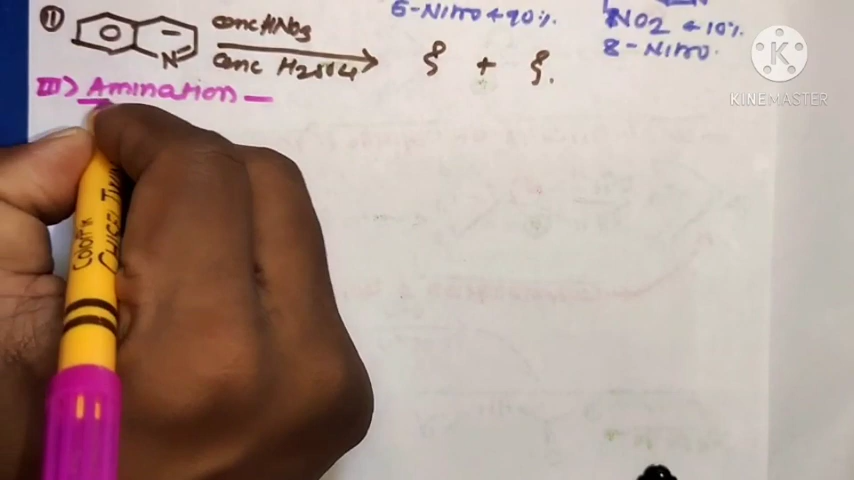 5-Nitro + 90%.
NO2 + 10%.
8-Nitro.
II conc HNO3
N conc H2SO4
ξ + ξ.
III) Amination -
K
KINEMASTER